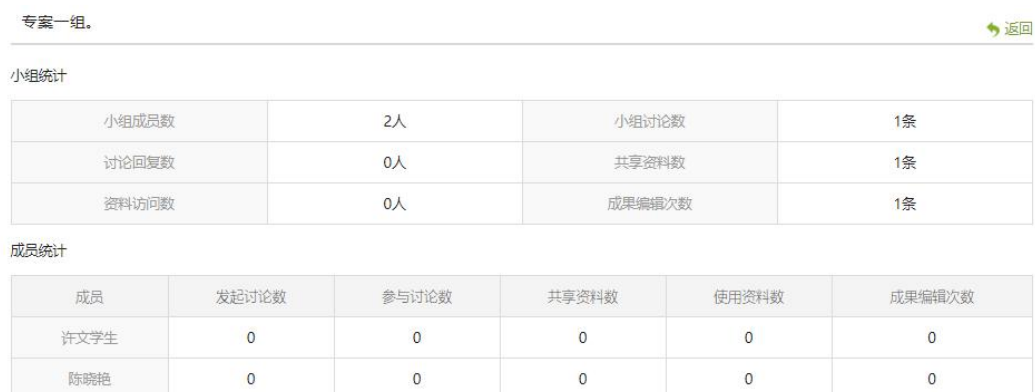 专案一组。
返回
小组统计
小组成员数 2人 小组讨论数 1条
讨论回复数 0人 共享资料数 1条
资料访问数 0人 成果编辑次数 1条
成员统计
成员 发起讨论数 参与讨论数 共享资料数 使用资料数 成果编辑次数
许文学生 0 0 0 0 0
陈晓艳 0 0 0 0 0